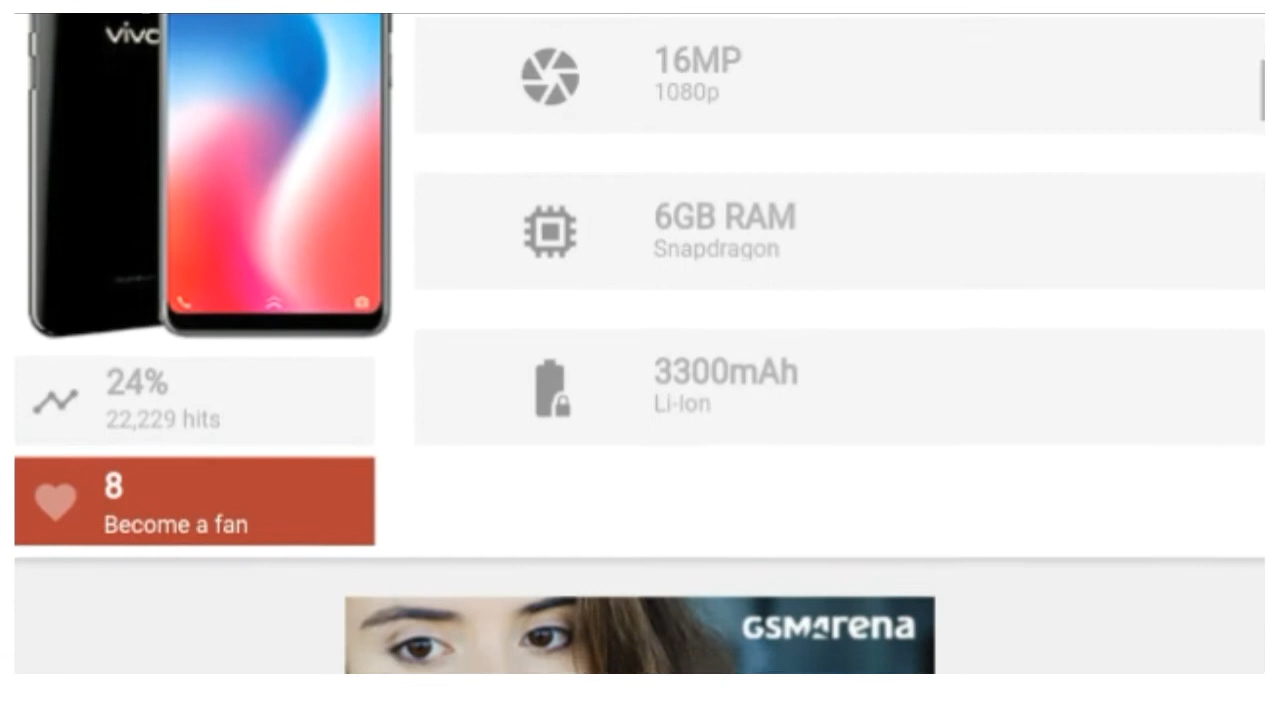 vivo
16MP
1080p
6GB RAM
Snapdragon
3300mAh
Li-Ion
24%
22,229 hits
8
Become a fan
GSMArena